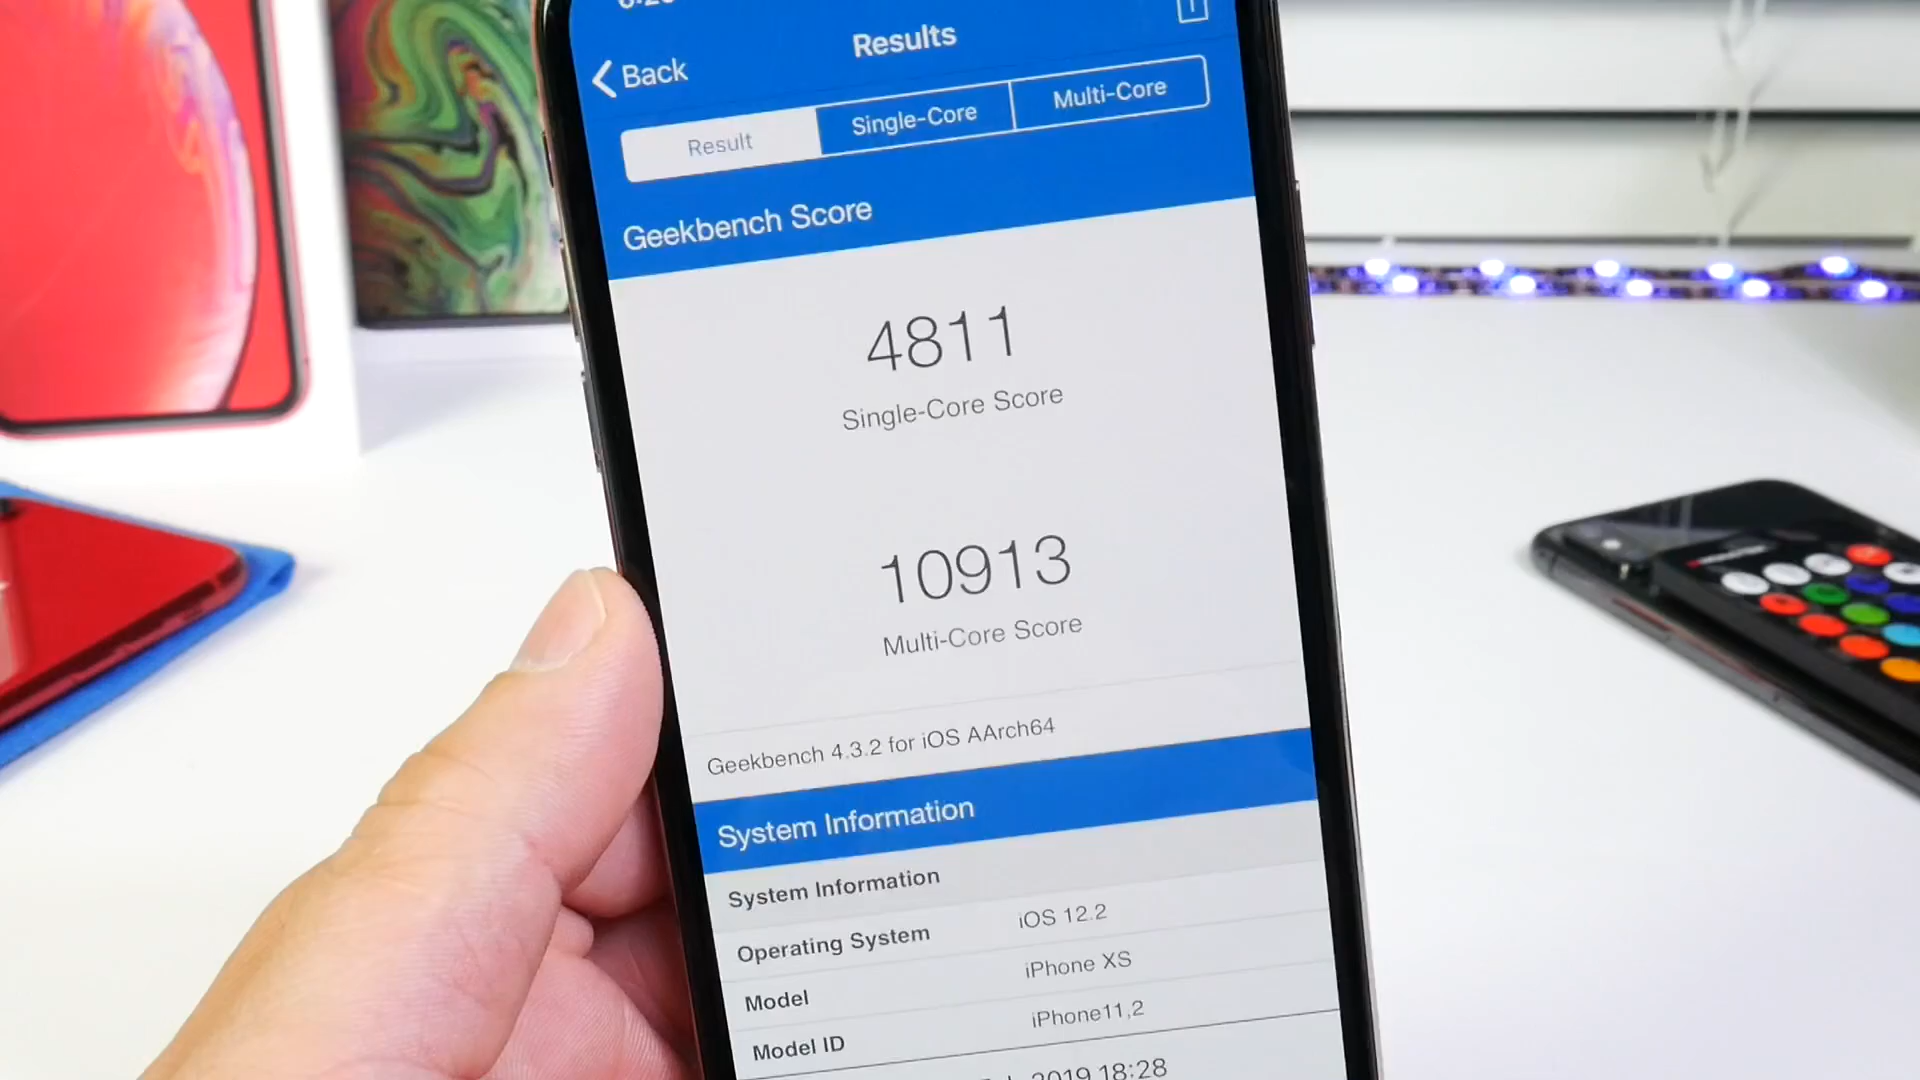 Results
Back
Result Single-Core Multi-Core
Geekbench Score
4811
Single-Core Score
10913
Multi-Core Score
Geekbench 4.3.2 for iOS AArch64
System Information
System Information
Operating System iOS 12.2
Model iPhone XS
Model ID iPhone11,2
2019 18:28